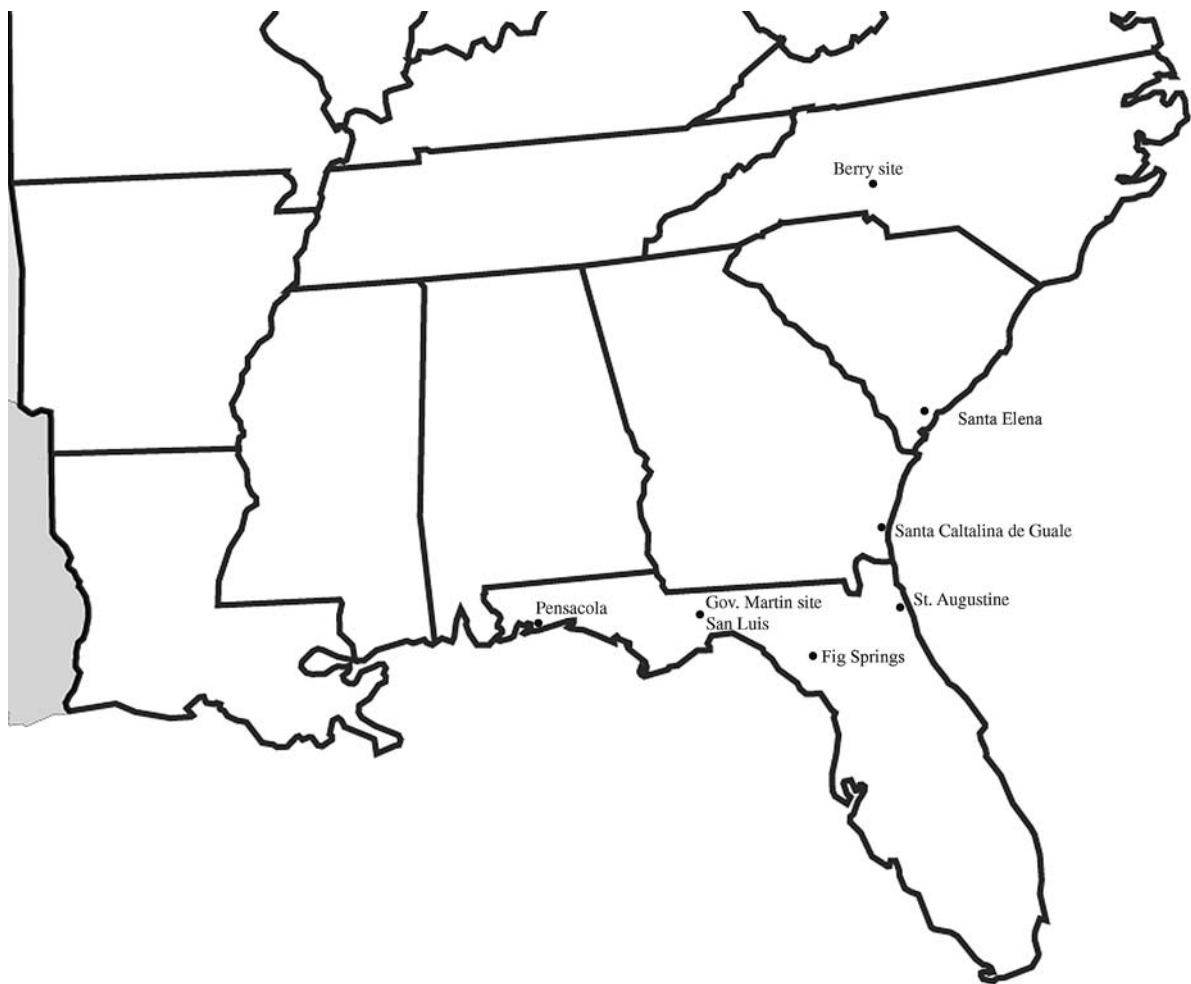 Berry site
Santa Elena
Santa Caltalina de Guale
St. Augustine
Pensacola
Gov. Martin site
San Luis
Fig Springs